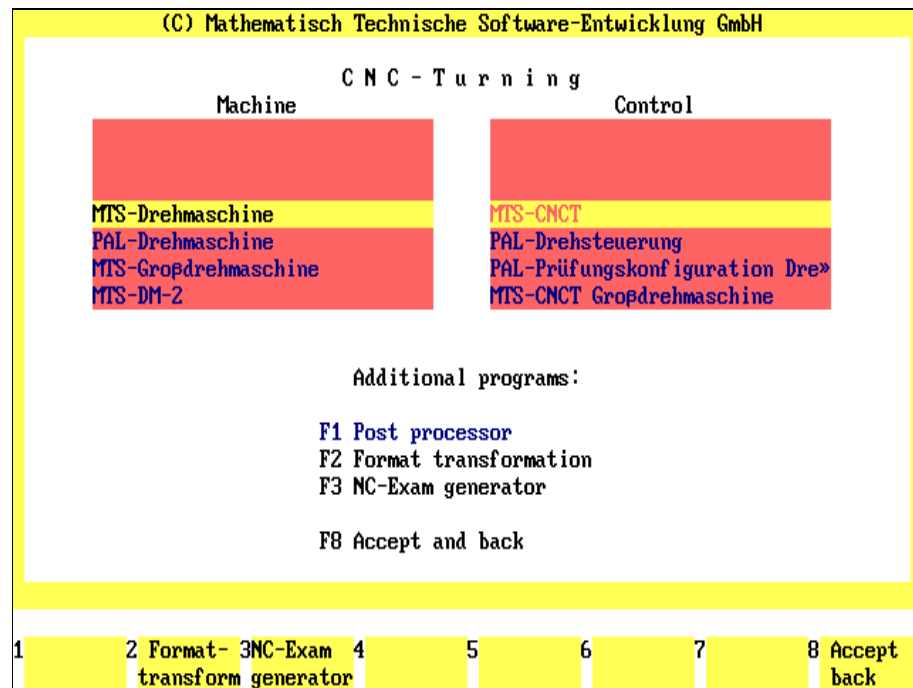 (C) Mathematisch Technische Software-Entwicklung GmbH
CNC-Turning
Machine Control
MTS-Drehmaschine MTS-CNCT
PAL-Drehmaschine PAL-Drehsteuerung
MTS-Großdrehmaschine PAL-Prüfungskonfiguration Dre»
MTS-DM-2 MTS-CNCT Großdrehmaschine
Additional programs:
F1 Post processor
F2 Format transformation
F3 NC-Exam generator
F8 Accept and back
1 2 Format- 3NC-Exam 4 5 6 7 8 Accept
transform generator back